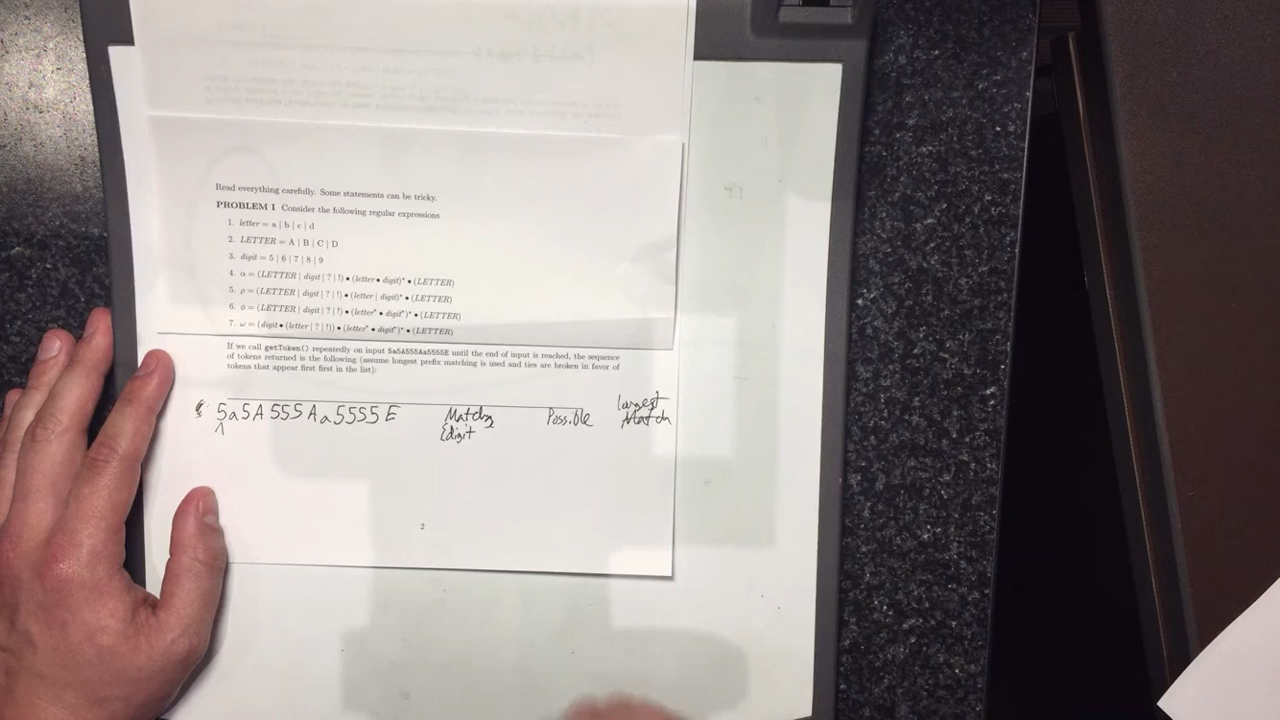 Read everything carefully. Some statements can be tricky.
PROBLEM 1 Consider the following regular expressions
1. letter = a | b | c | d
2. LETTER = A | B | C | D
3. digit = 5 | 6 | 7 | 8 | 9
4. α = (LETTER | digit | ? | !) • (letter • digit)* • (LETTER)
5. ρ = (LETTER | digit | ? | !) • (letter | digit)* • (LETTER)
6. φ = (LETTER | digit | ? | !) • (letter* • digit*)* • (LETTER)
7. ω = (digit • (letter | ? | !)) • (letter* • digit*)* • (LETTER)
If we call getToken() repeatedly on input 5a5A555Aa5555E until the end of input is reached, the sequence
of tokens returned is the following (assume longest prefix matching is used and ties are broken in favor of
tokens that appear first first in the list):
5a5A555Aa5555E Matchs Possible Longest Match
{digit
2